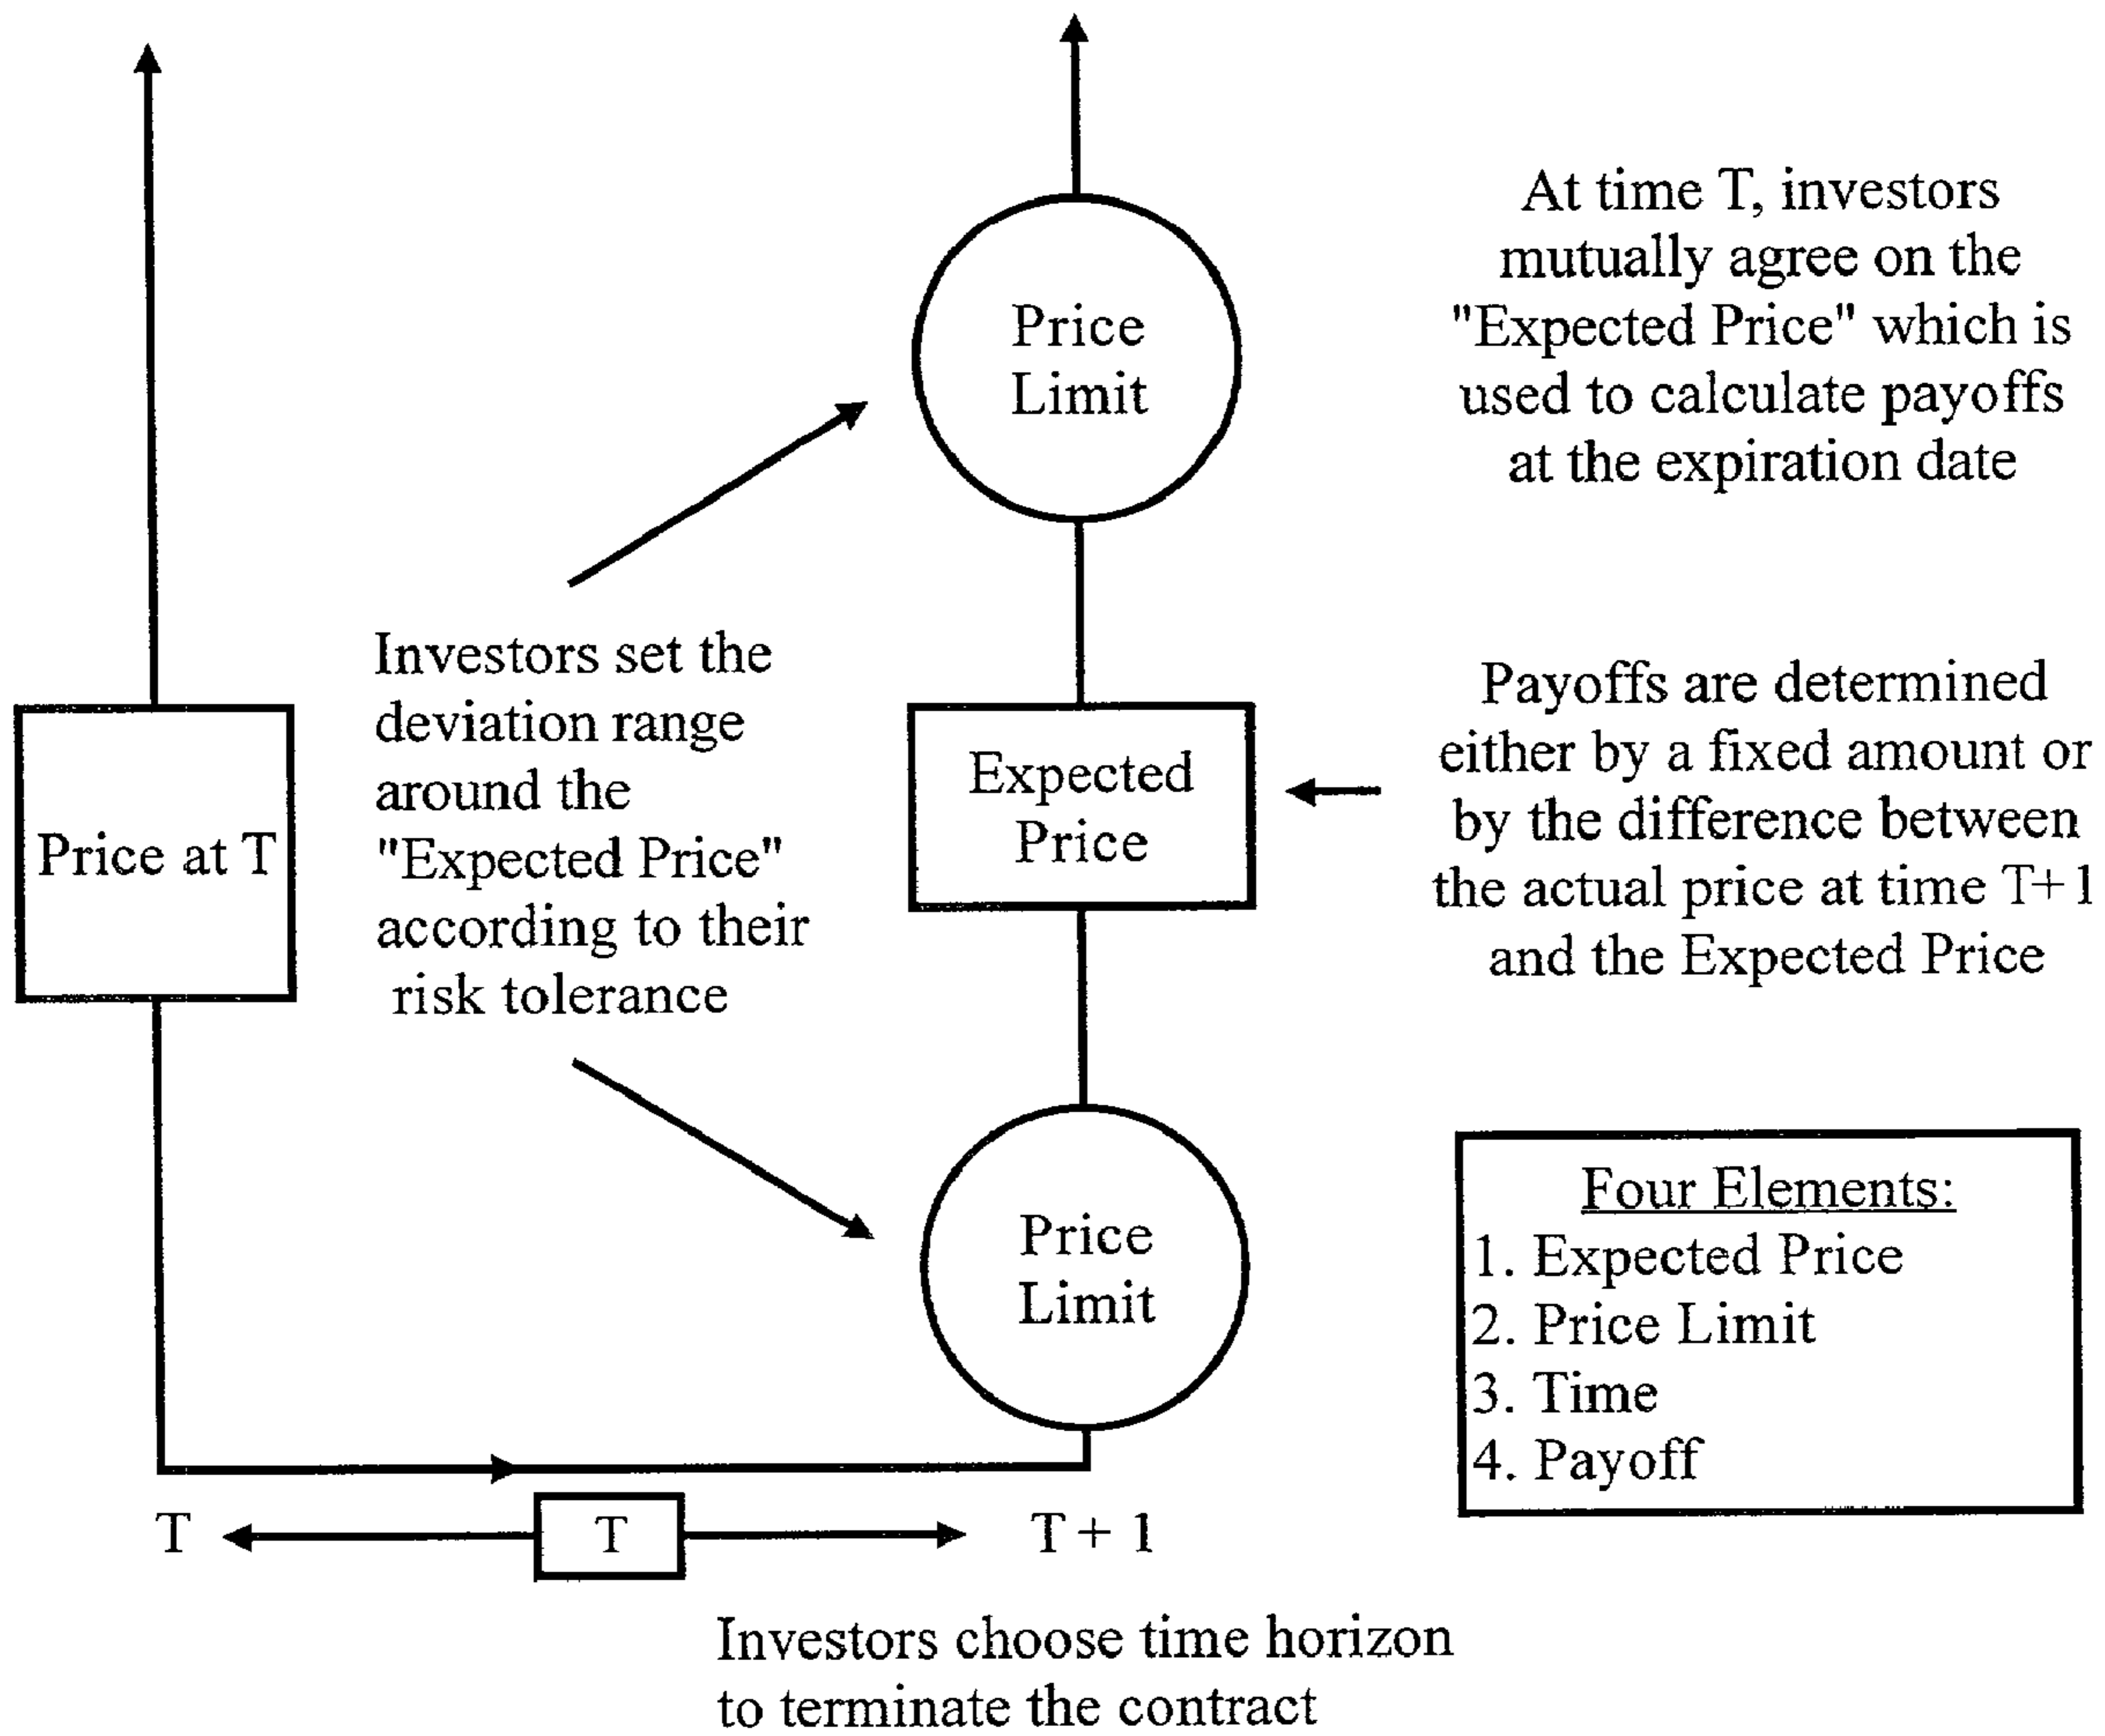 At time T, investors
mutually agree on the
"Expected Price" which is
used to calculate payoffs
at the expiration date
Price
Limit
Investors set the
deviation range
around the
"Expected Price"
according to their
risk tolerance
Price at T
Expected
Price
Payoffs are determined
either by a fixed amount or
by the difference between
the actual price at time T+1
and the Expected Price
Price
Limit
Four Elements:
1. Expected Price
2. Price Limit
3. Time
4. Payoff
T
T
T + 1
Investors choose time horizon
to terminate the contract